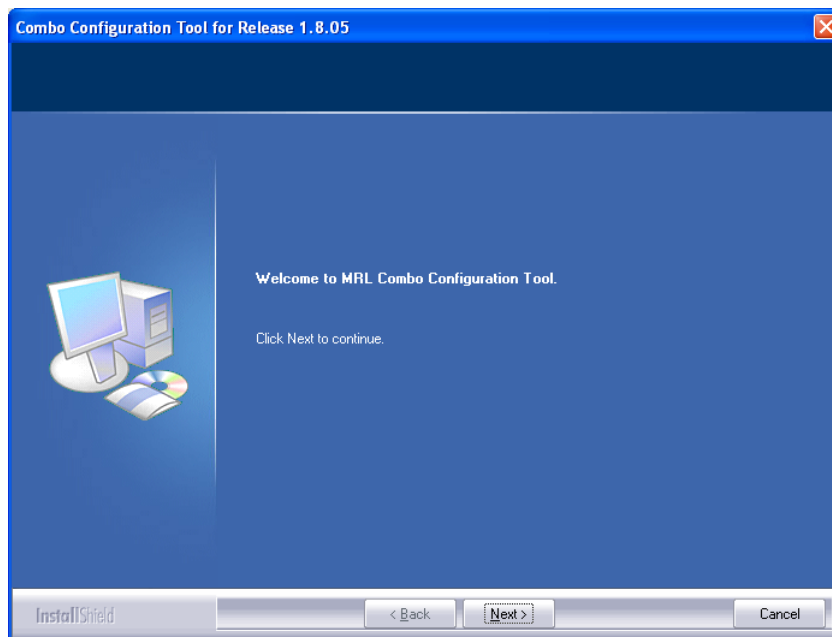 Combo Configuration Tool for Release 1.8.05
Welcome to MRL Combo Configuration Tool.
Click Next to continue.
InstallShield
< Back
Next >
Cancel